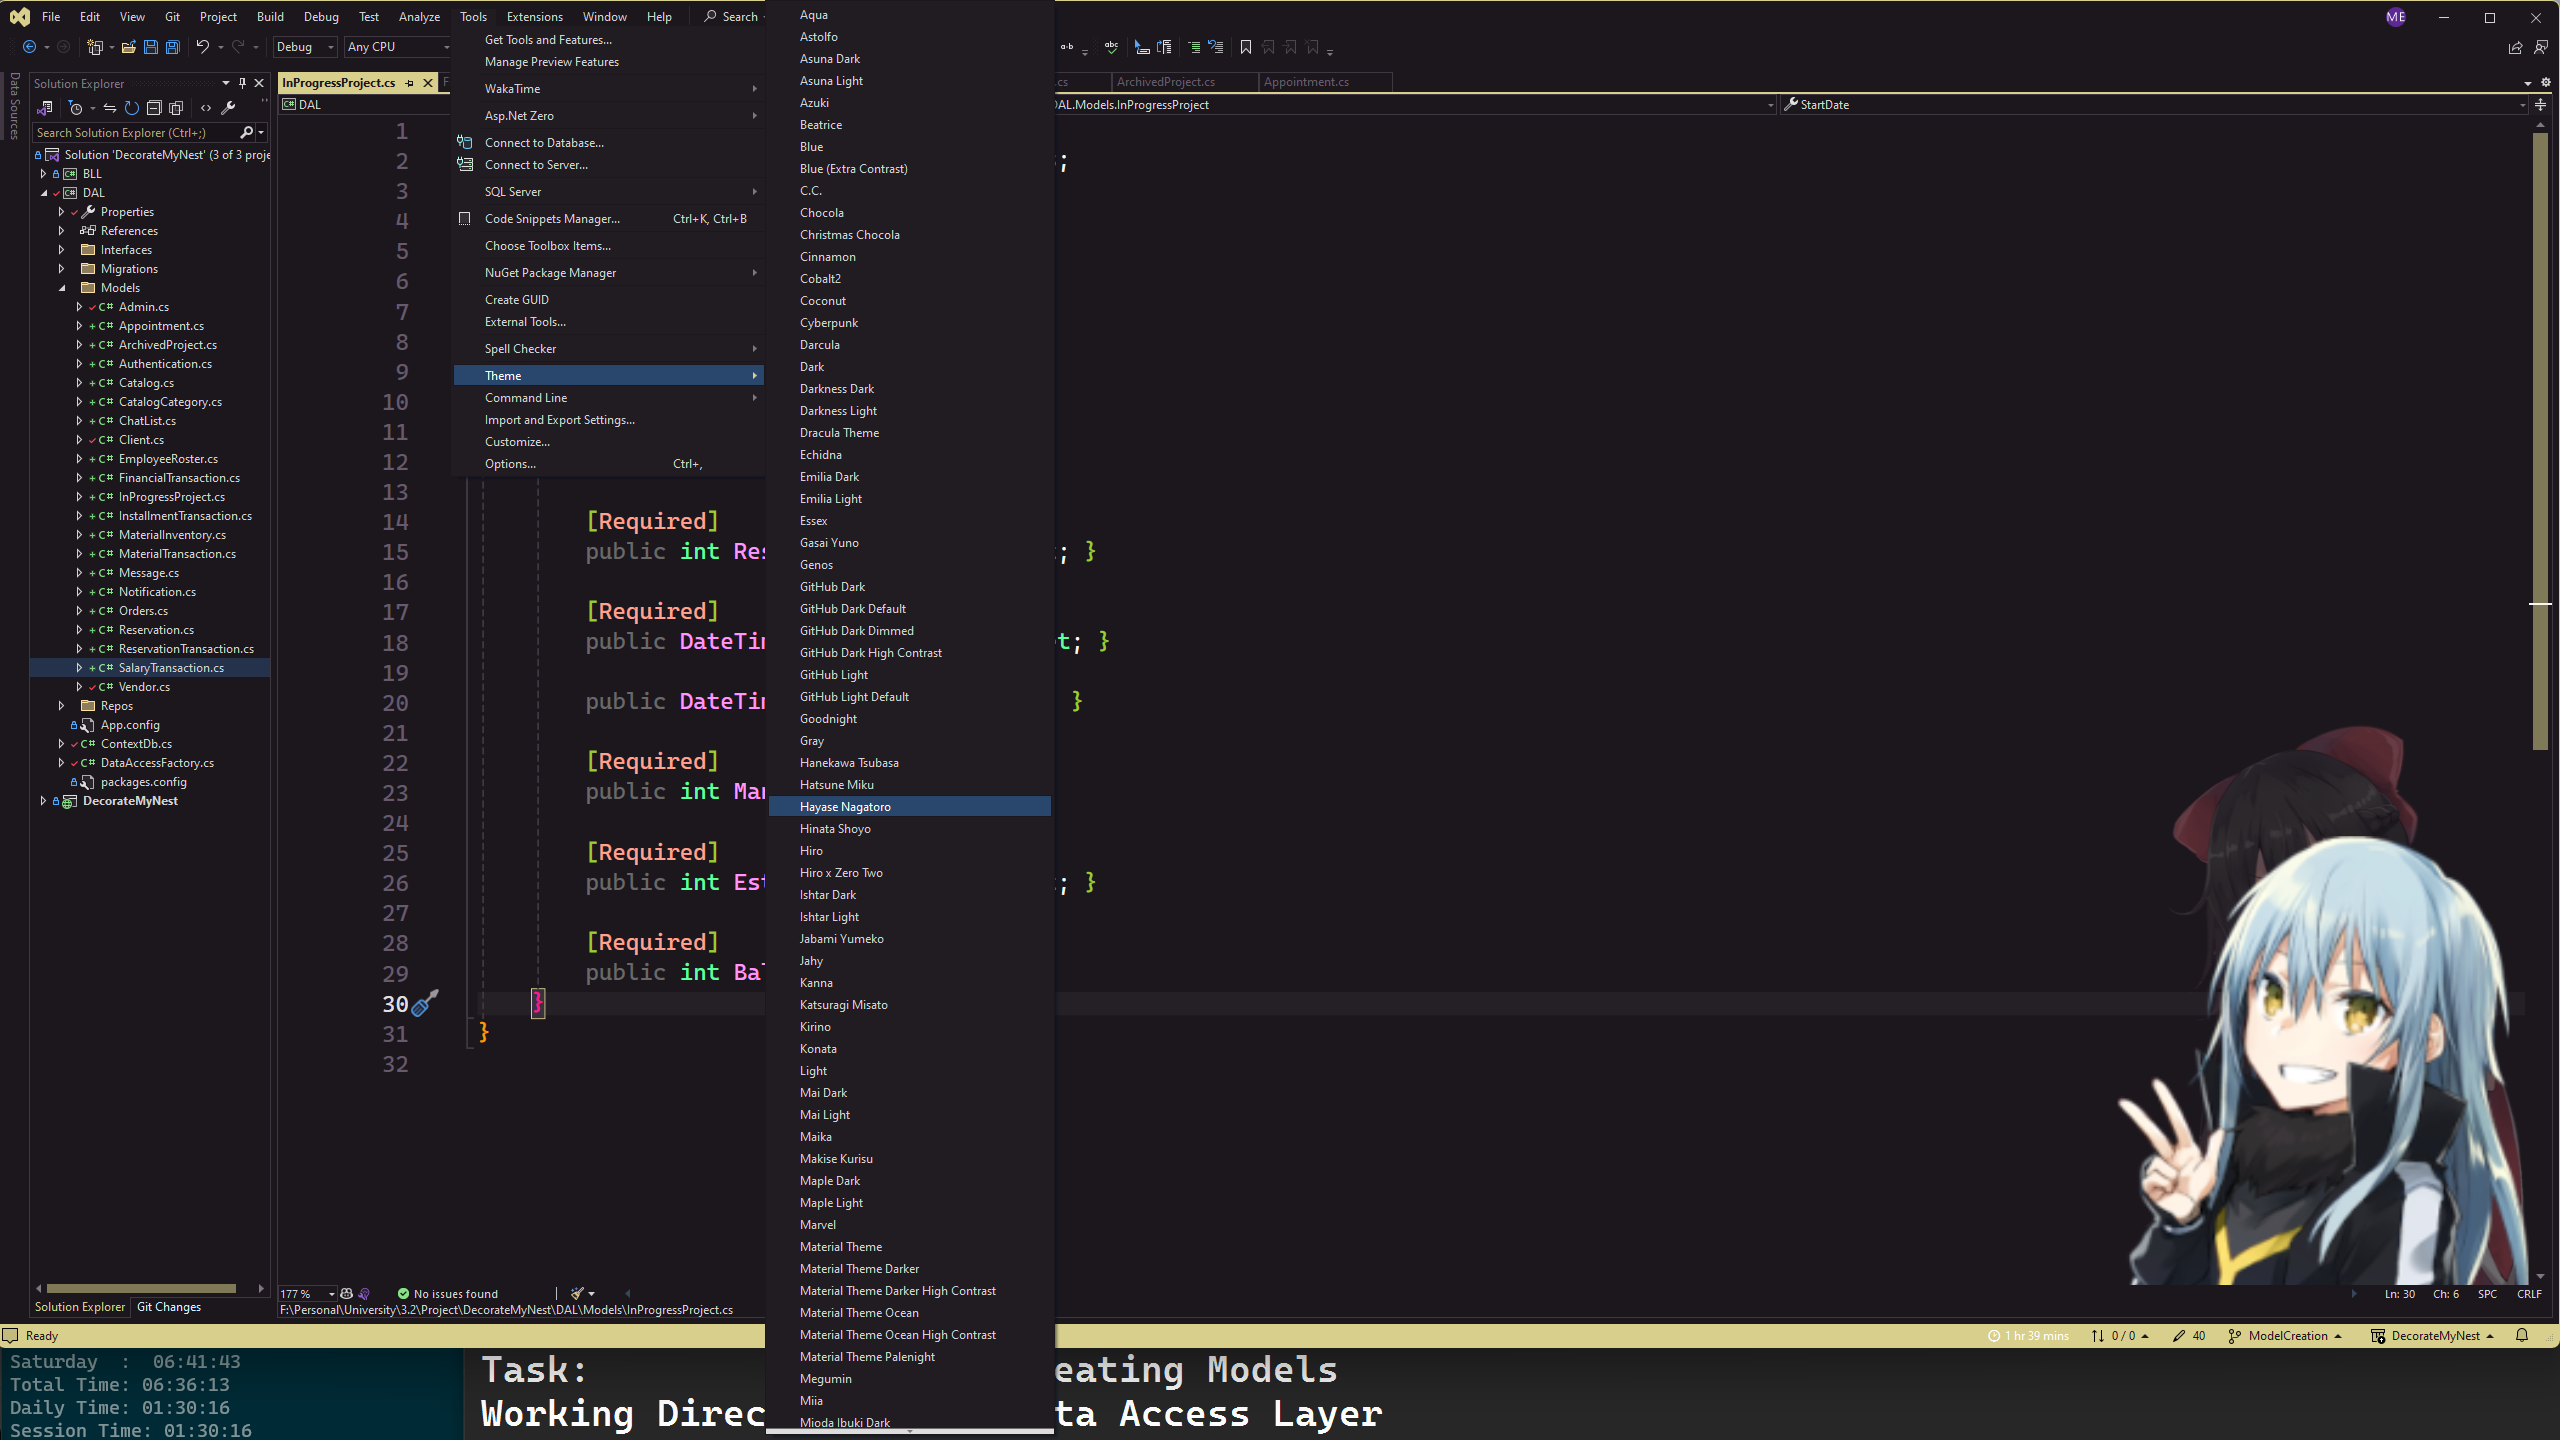 File Edit View Git Project Build Debug Test Analyze Tools Extensions Window Help Search ME
Debug Any CPU
Data Sources
Solution Explorer
Search Solution Explorer (Ctrl+;)
Solution 'DecorateMyNest' (3 of 3 proje
BLL
DAL
Properties
References
Interfaces
Migrations
Models
Admin.cs
Appointment.cs
ArchivedProject.cs
Authentication.cs
Catalog.cs
CatalogCategory.cs
ChatList.cs
Client.cs
EmployeeRoster.cs
FinancialTransaction.cs
InProgressProject.cs
InstallmentTransaction.cs
MaterialInventory.cs
MaterialTransaction.cs
Message.cs
Notification.cs
Orders.cs
Reservation.cs
ReservationTransaction.cs
SalaryTransaction.cs
Vendor.cs
Repos
App.config
ContextDb.cs
DataAccessFactory.cs
packages.config
DecorateMyNest
Solution Explorer Git Changes
InProgressProject.cs F .cs ArchivedProject.cs Appointment.cs
DAL DAL.Models.InProgressProject StartDate
1
2 ;
3
4
5
6
7
8
9
10
11
12
13
14 [Required]
15 public int Res ; }
16
17 [Required]
18 public DateTim t; }
19
20 public DateTim }
21
22 [Required]
23 public int Man
24
25 [Required]
26 public int Est ; }
27
28 [Required]
29 public int Bal
30 }
31 }
32
Get Tools and Features...
Manage Preview Features
WakaTime
Asp.Net Zero
Connect to Database...
Connect to Server...
SQL Server
Code Snippets Manager... Ctrl+K, Ctrl+B
Choose Toolbox Items...
NuGet Package Manager
Create GUID
External Tools...
Spell Checker
Theme
Command Line
Import and Export Settings...
Customize...
Options... Ctrl+,
Aqua
Astolfo
Asuna Dark
Asuna Light
Azuki
Beatrice
Blue
Blue (Extra Contrast)
C.C.
Chocola
Christmas Chocola
Cinnamon
Cobalt2
Coconut
Cyberpunk
Darcula
Dark
Darkness Dark
Darkness Light
Dracula Theme
Echidna
Emilia Dark
Emilia Light
Essex
Gasai Yuno
Genos
GitHub Dark
GitHub Dark Default
GitHub Dark Dimmed
GitHub Dark High Contrast
GitHub Light
GitHub Light Default
Goodnight
Gray
Hanekawa Tsubasa
Hatsune Miku
Hayase Nagatoro
Hinata Shoyo
Hiro
Hiro x Zero Two
Ishtar Dark
Ishtar Light
Jabami Yumeko
Jahy
Kanna
Katsuragi Misato
Kirino
Konata
Light
Mai Dark
Mai Light
Maika
Makise Kurisu
Maple Dark
Maple Light
Marvel
Material Theme
Material Theme Darker
Material Theme Darker High Contrast
Material Theme Ocean
Material Theme Ocean High Contrast
Material Theme Palenight
Megumin
Miia
Mioda Ibuki Dark
177 % No issues found Ln: 30 Ch: 6 SPC CRLF
F:\Personal\University\3.2\Project\DecorateMyNest\DAL\Models\InProgressProject.cs
Ready 1 hr 39 mins 0 / 0 40 ModelCreation DecorateMyNest
Saturday : 06:41:43
Total Time: 06:36:13
Daily Time: 01:30:16
Session Time: 01:30:16
Task: eating Models
Working Direc ta Access Layer